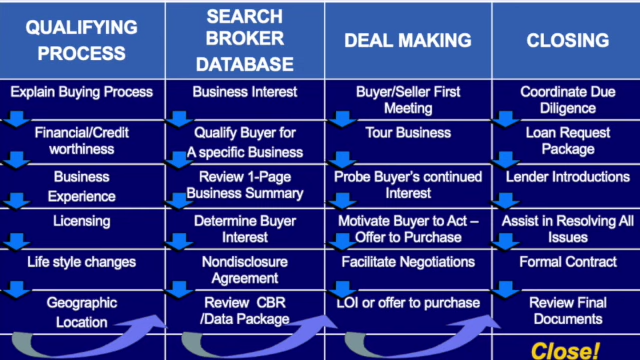 QUALIFYING
PROCESS
Explain Buying Process
Financial/Credit
worthiness
Business
Experience
Licensing
Life style changes
Geographic
Location
SEARCH
BROKER
DATABASE
Business Interest
Qualify Buyer for
A specific Business
Review 1-Page
Business Summary
Determine Buyer
Interest
Nondisclosure
Agreement
Review CBR
/Data Package
DEAL MAKING
Buyer/Seller First
Meeting
Tour Business
Probe Buyer's continued
Interest
Motivate Buyer to Act –
Offer to Purchase
Facilitate Negotiations
LOI or offer to purchase
CLOSING
Coordinate Due
Diligence
Loan Request
Package
Lender Introductions
Assist in Resolving All
Issues
Formal Contract
Review Final
Documents
Close!